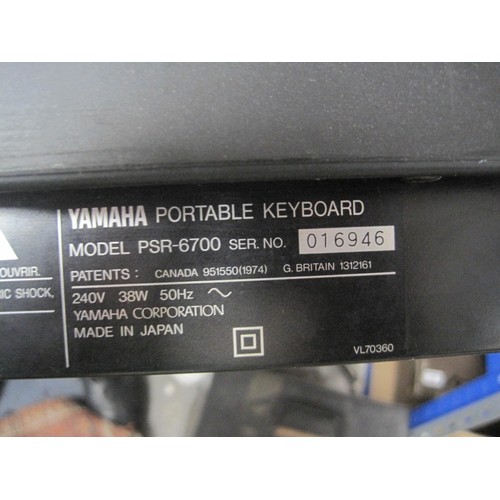 YAMAHA PORTABLE KEYBOARD
MODEL PSR-6700 SER. NO. 016946
PATENTS: CANADA 951550(1974) G. BRITAIN 1312161
240V 38W 50Hz
YAMAHA CORPORATION
MADE IN JAPAN
VL70360
OUVRIR.
RIC SHOCK,